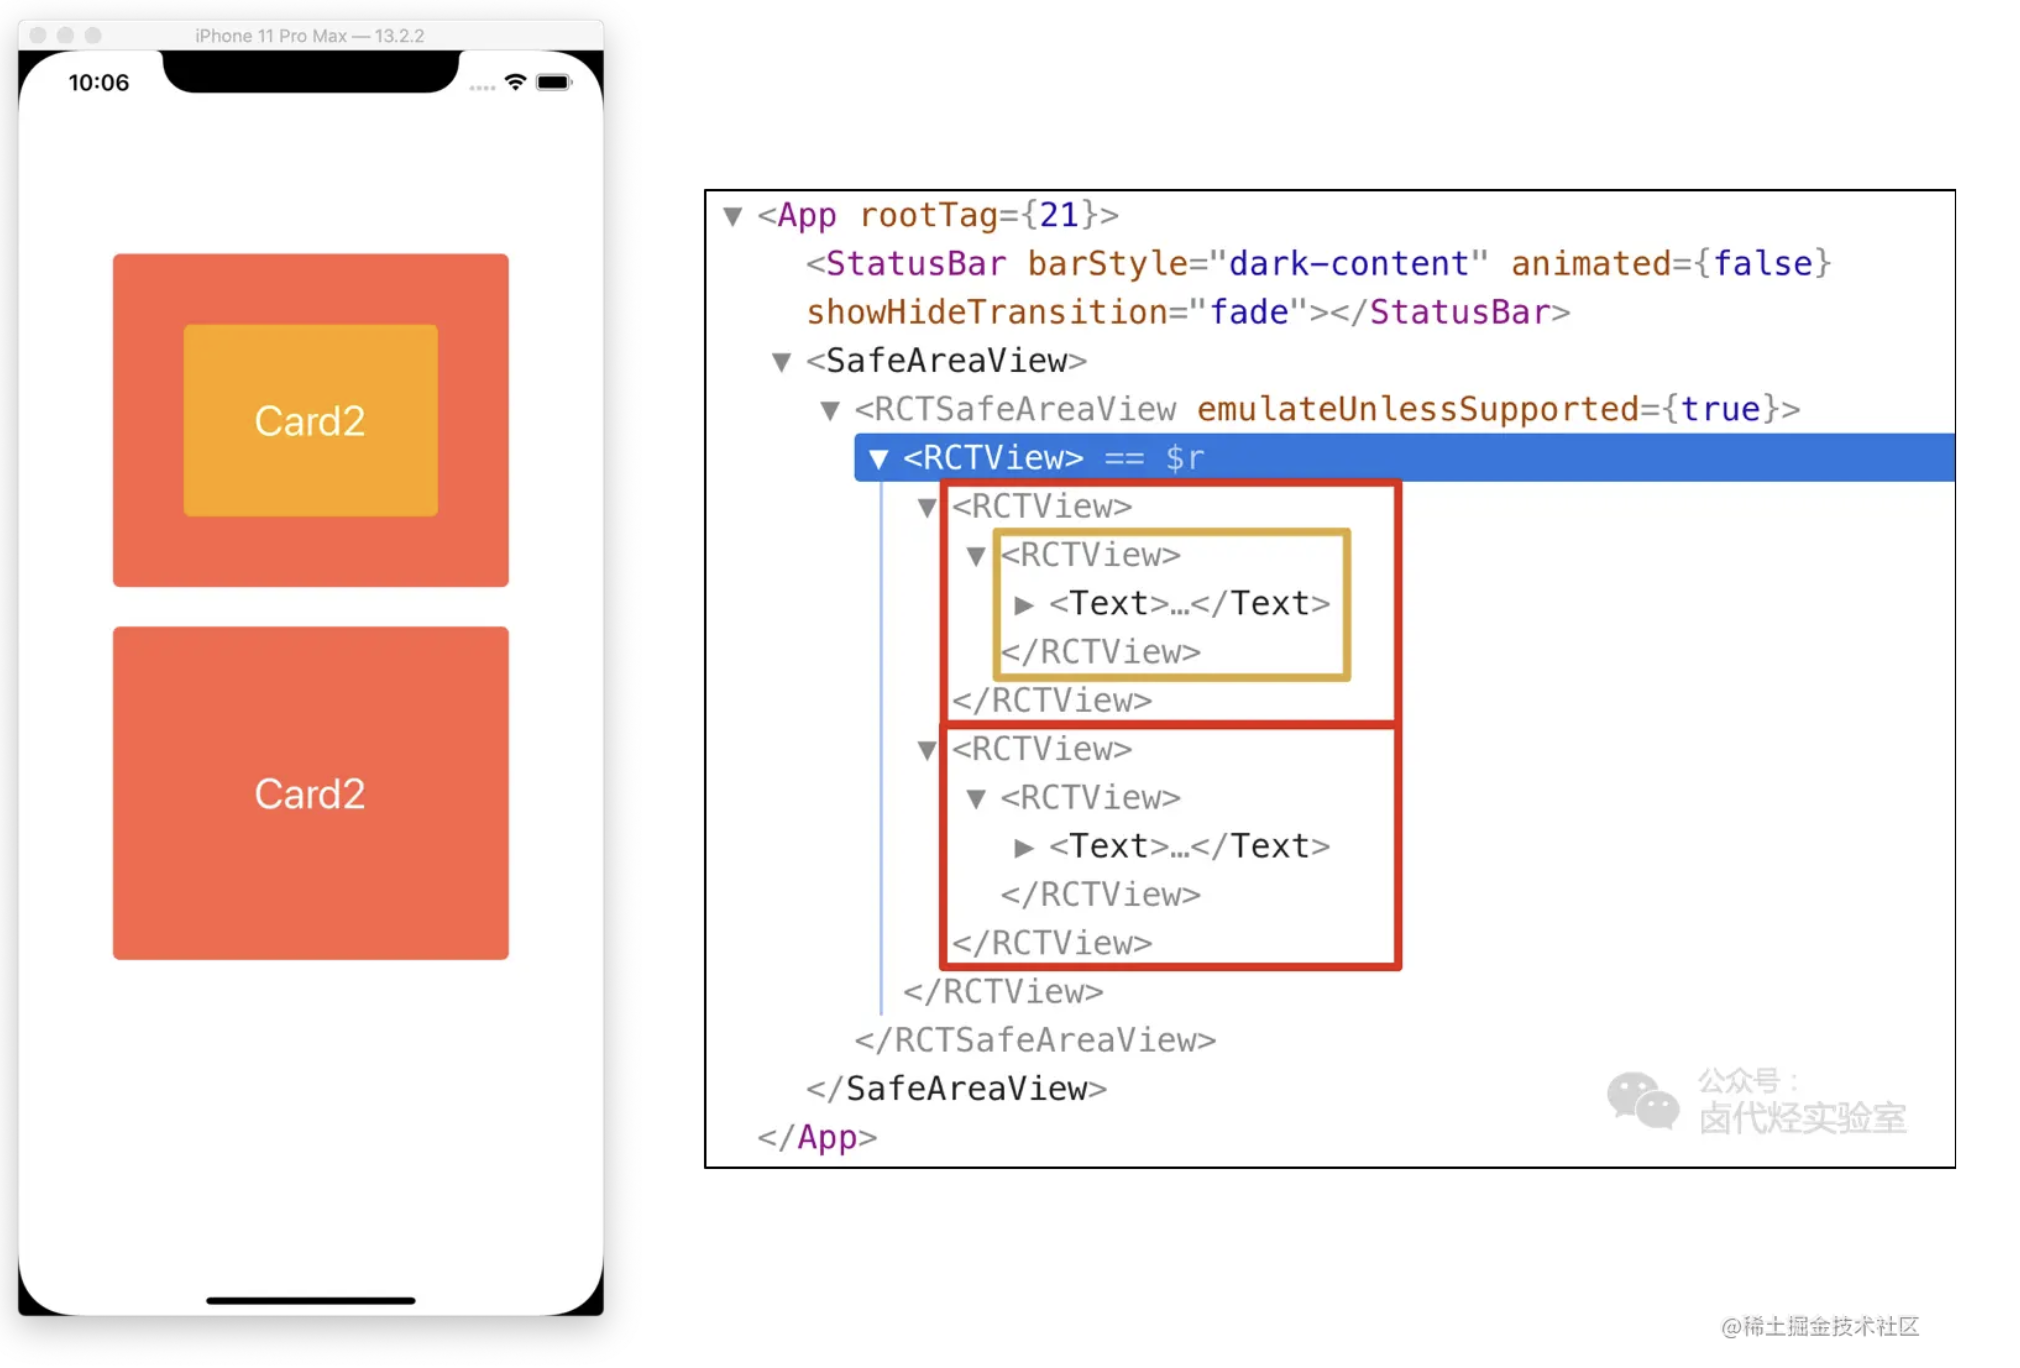 iPhone 11 Pro Max — 13.2.2
10:06
Card2
Card2
▼ <App rootTag={21}>
<StatusBar barStyle="dark-content" animated={false}
showHideTransition="fade"></StatusBar>
▼ <SafeAreaView>
▼ <RCTSafeAreaView emulateUnlessSupported={true}>
▼ <RCTView> == $r
▼ <RCTView>
▼ <RCTView>
▶ <Text>…</Text>
</RCTView>
</RCTView>
▼ <RCTView>
▼ <RCTView>
▶ <Text>…</Text>
</RCTView>
</RCTView>
</RCTView>
</RCTSafeAreaView>
</SafeAreaView>
</App>
公众号：
卤代烃实验室
@稀土掘金技术社区